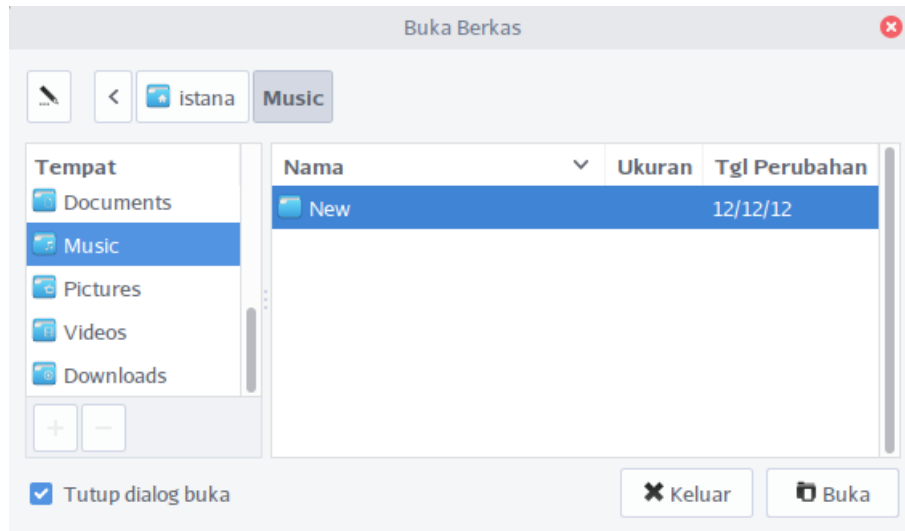 Buka Berkas
istana Music
Tempat
Documents
Music
Pictures
Videos
Downloads
Nama Ukuran Tgl Perubahan
New 12/12/12
Tutup dialog buka
Keluar Buka